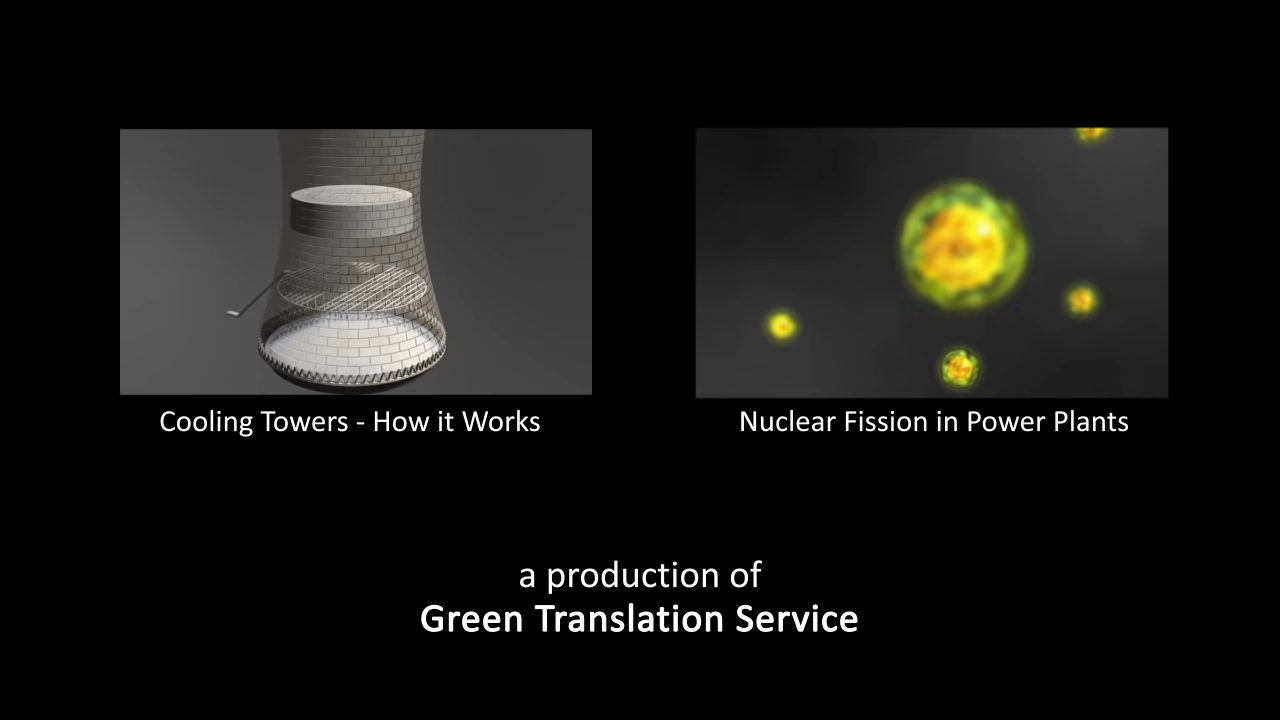 Cooling Towers - How it Works
Nuclear Fission in Power Plants
a production of
Green Translation Service